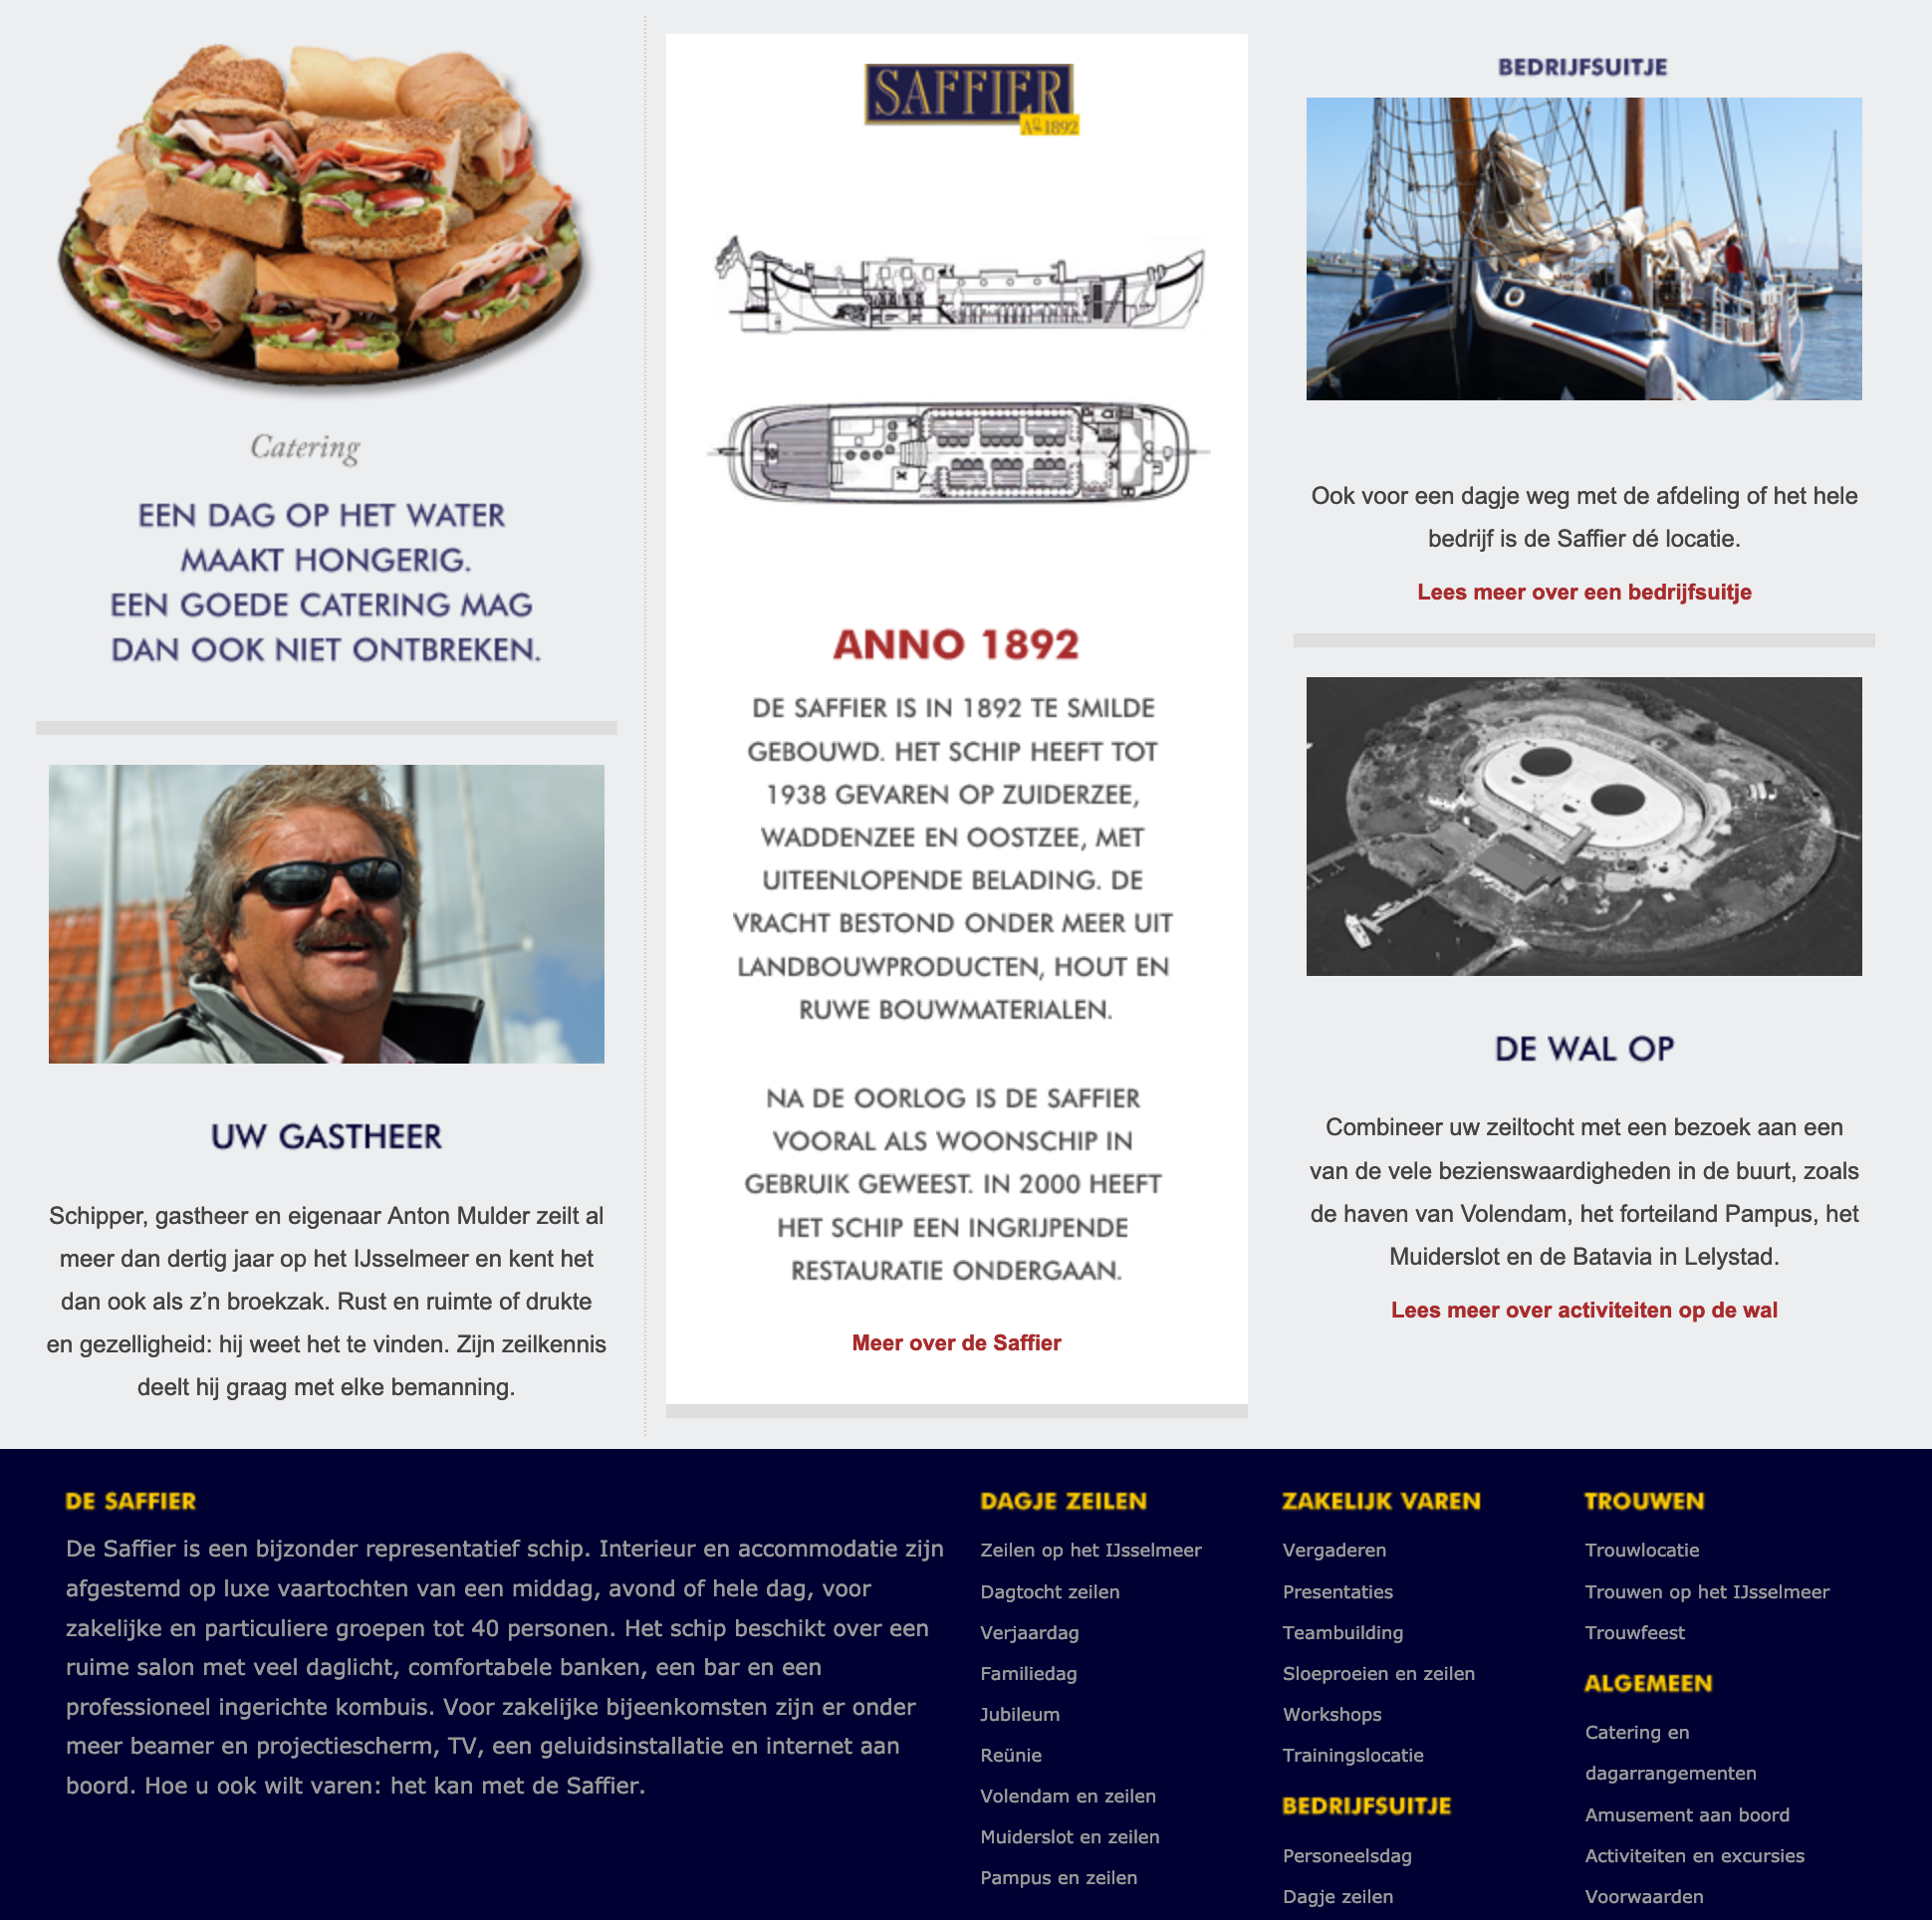 Catering
EEN DAG OP HET WATER
MAAKT HONGERIG.
EEN GOEDE CATERING MAG
DAN OOK NIET ONTBREKEN.
UW GASTHEER
Schipper, gastheer en eigenaar Anton Mulder zeilt al
meer dan dertig jaar op het IJsselmeer en kent het
dan ook als z’n broekzak. Rust en ruimte of drukte
en gezelligheid: hij weet het te vinden. Zijn zeilkennis
deelt hij graag met elke bemanning.
SAFFIER
Aº 1892
ANNO 1892
DE SAFFIER IS IN 1892 TE SMILDE
GEBOUWD. HET SCHIP HEEFT TOT
1938 GEVAREN OP ZUIDERZEE,
WADDENZEE EN OOSTZEE, MET
UITEENLOPENDE BELADING. DE
VRACHT BESTOND ONDER MEER UIT
LANDBOUWPRODUCTEN, HOUT EN
RUWE BOUWMATERIALEN.
NA DE OORLOG IS DE SAFFIER
VOORAL ALS WOONSCHIP IN
GEBRUIK GEWEEST. IN 2000 HEEFT
HET SCHIP EEN INGRIJPENDE
RESTAURATIE ONDERGAAN.
Meer over de Saffier
BEDRIJFSUITJE
Ook voor een dagje weg met de afdeling of het hele
bedrijf is de Saffier dé locatie.
Lees meer over een bedrijfsuitje
DE WAL OP
Combineer uw zeiltocht met een bezoek aan een
van de vele bezienswaardigheden in de buurt, zoals
de haven van Volendam, het forteiland Pampus, het
Muiderslot en de Batavia in Lelystad.
Lees meer over activiteiten op de wal
DE SAFFIER
De Saffier is een bijzonder representatief schip. Interieur en accommodatie zijn
afgestemd op luxe vaartochten van een middag, avond of hele dag, voor
zakelijke en particuliere groepen tot 40 personen. Het schip beschikt over een
ruime salon met veel daglicht, comfortabele banken, een bar en een
professioneel ingerichte kombuis. Voor zakelijke bijeenkomsten zijn er onder
meer beamer en projectiescherm, TV, een geluidsinstallatie en internet aan
boord. Hoe u ook wilt varen: het kan met de Saffier.
DAGJE ZEILEN
Zeilen op het IJsselmeer
Dagtocht zeilen
Verjaardag
Familiedag
Jubileum
Reünie
Volendam en zeilen
Muiderslot en zeilen
Pampus en zeilen
ZAKELIJK VAREN
Vergaderen
Presentaties
Teambuilding
Sloeproeien en zeilen
Workshops
Trainingslocatie
BEDRIJFSUITJE
Personeelsdag
Dagje zeilen
TROUWEN
Trouwlocatie
Trouwen op het IJsselmeer
Trouwfeest
ALGEMEEN
Catering en
dagarrangementen
Amusement aan boord
Activiteiten en excursies
Voorwaarden